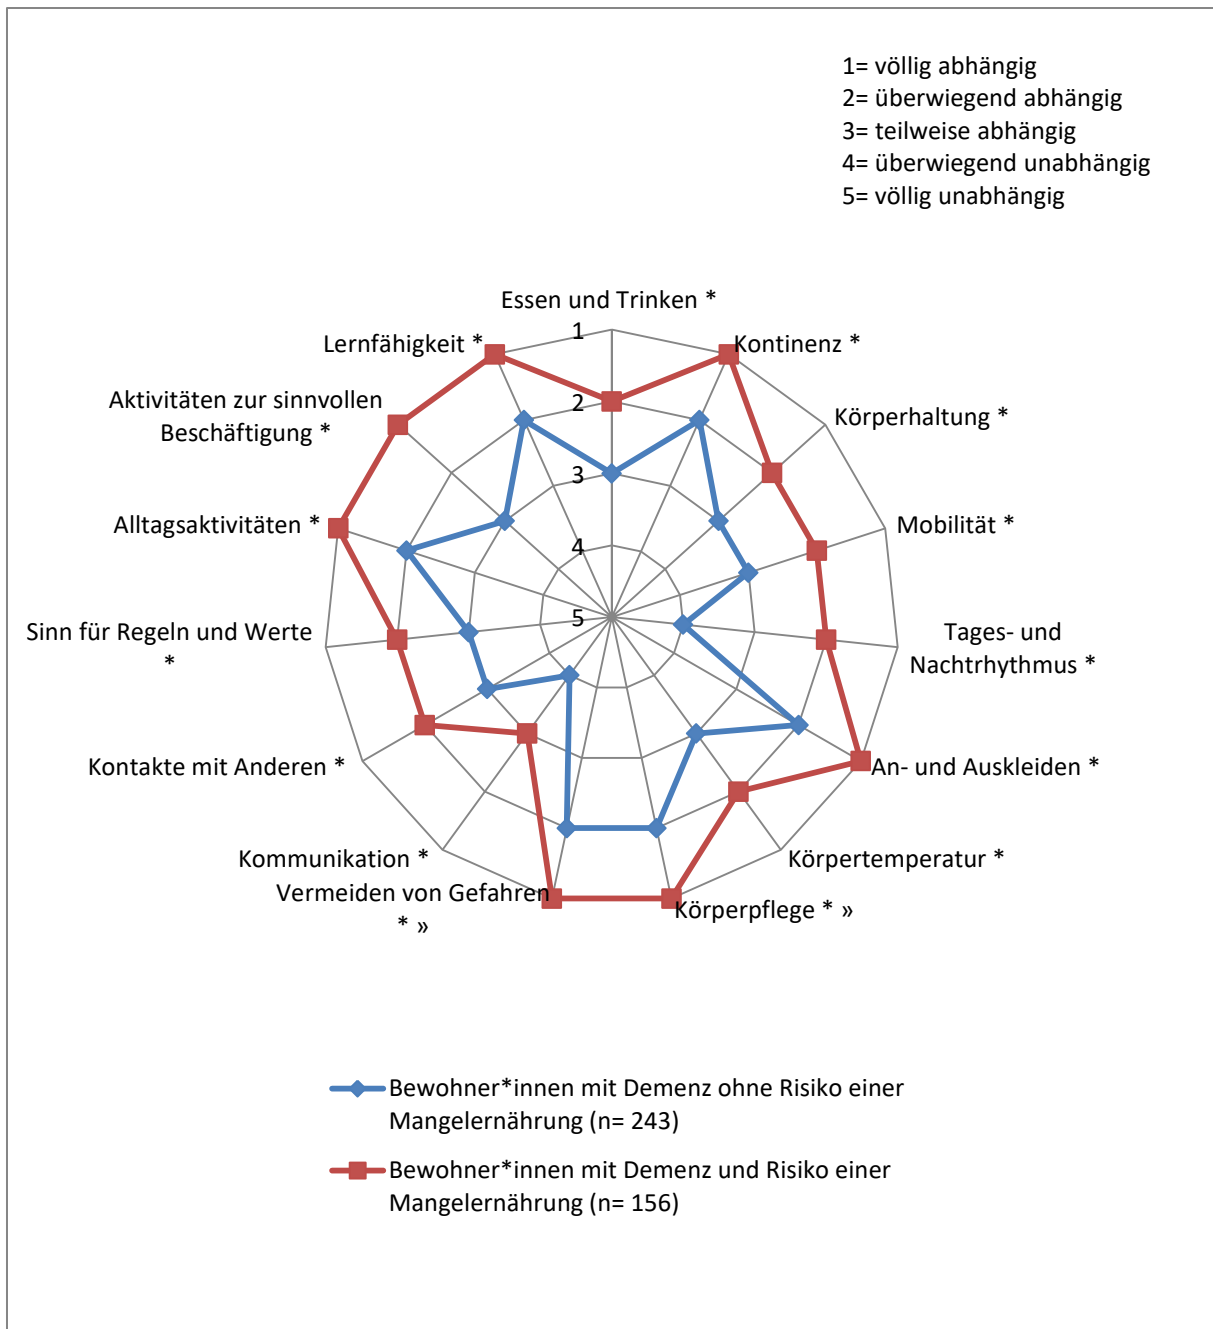 1= völlig abhängig
2= überwiegend abhängig
3= teilweise abhängig
4= überwiegend unabhängig
5= völlig unabhängig
Essen und Trinken *
Kontinenz *
Körperhaltung *
Mobilität *
Tages- und
Nachtrhythmus *
An- und Auskleiden *
Körpertemperatur *
Körperpflege * »
Vermeiden von Gefahren
* »
Kommunikation *
Kontakte mit Anderen *
Sinn für Regeln und Werte
*
Alltagsaktivitäten *
Aktivitäten zur sinnvollen
Beschäftigung *
Lernfähigkeit *
1
2
3
4
5
Bewohner*innen mit Demenz ohne Risiko einer
Mangelernährung (n= 243)
Bewohner*innen mit Demenz und Risiko einer
Mangelernährung (n= 156)